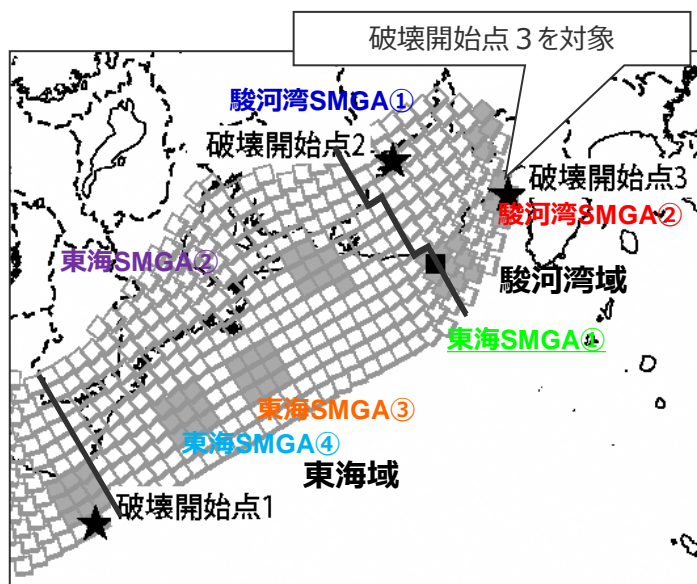 破壊開始点３を対象
駿河湾SMGA①
破壊開始点2
破壊開始点3
駿河湾SMGA②
東海SMGA②
駿河湾域
東海SMGA①
東海SMGA③
東海SMGA④
東海域
破壊開始点1